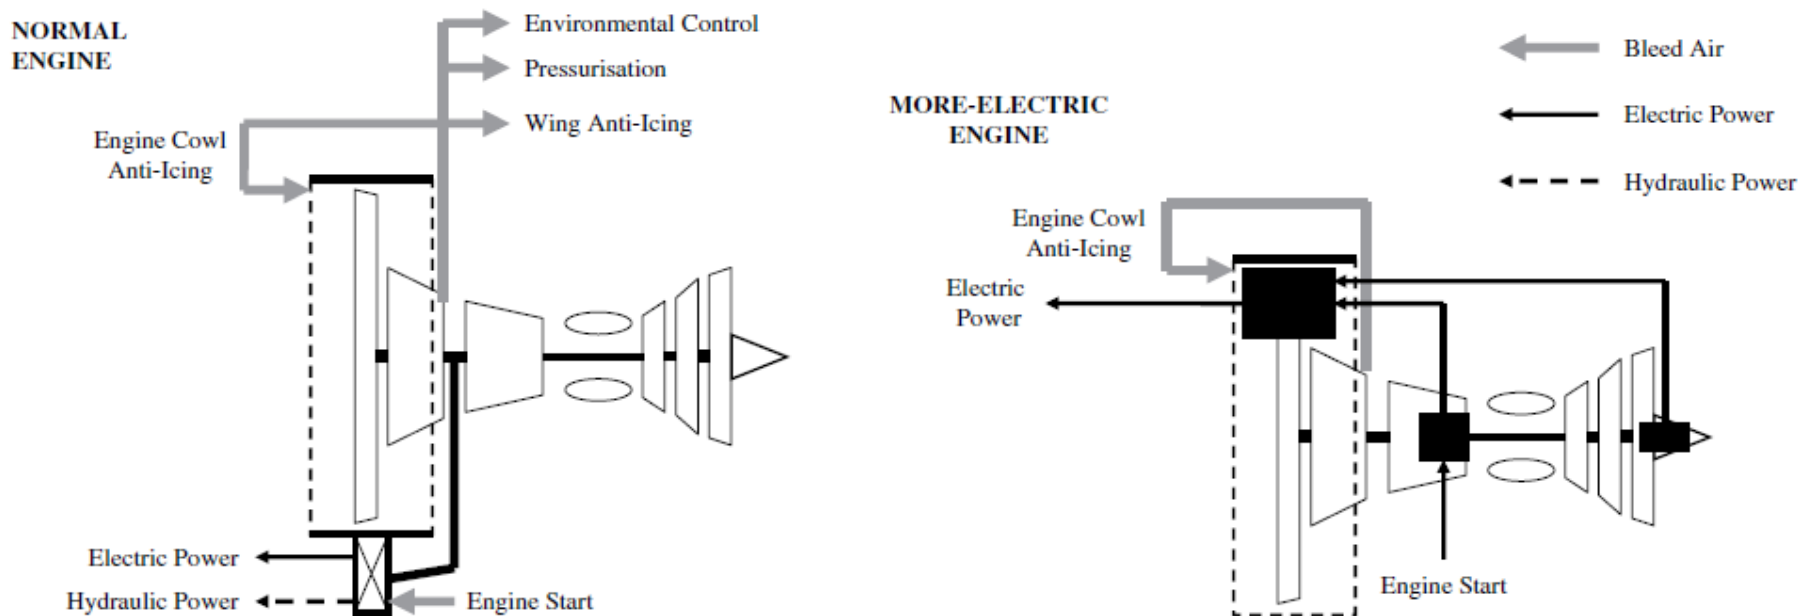 NORMAL
ENGINE
Environmental Control
Pressurisation
Wing Anti-Icing
Engine Cowl
Anti-Icing
Electric Power
Hydraulic Power
Engine Start
MORE-ELECTRIC
ENGINE
Bleed Air
Electric Power
Hydraulic Power
Engine Cowl
Anti-Icing
Electric
Power
Engine Start